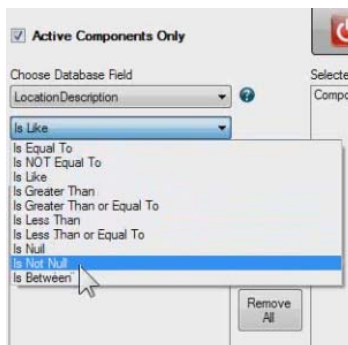 Active Components Only
Choose Database Field
LocationDescription
Is Like
Is Equal To
Is NOT Equal To
Is Like
Is Greater Than
Is Greater Than or Equal To
Is Less Than
Is Less Than or Equal To
Is Null
Is Not Null
Is Between
Remove
All